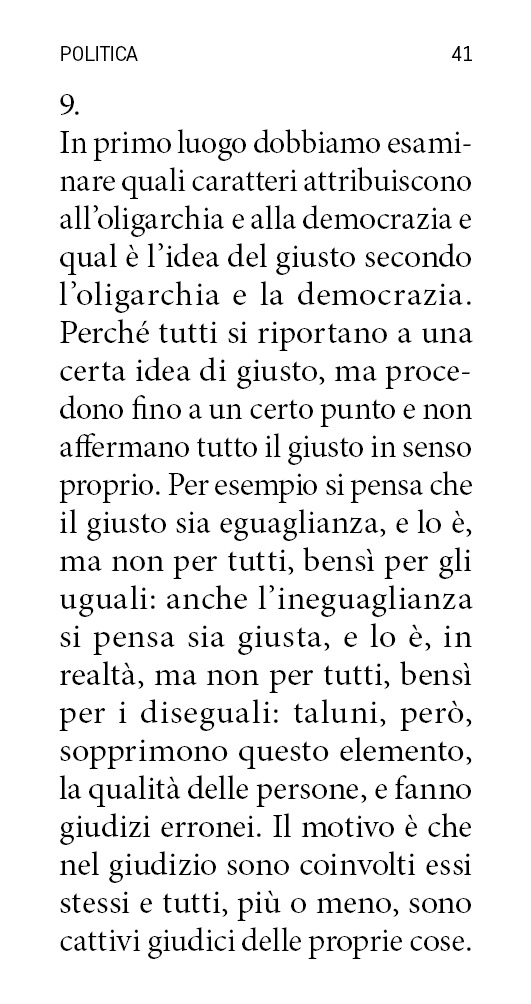 POLITICA 41
9.
In primo luogo dobbiamo esami-
nare quali caratteri attribuiscono
all’oligarchia e alla democrazia e
qual è l’idea del giusto secondo
l’oligarchia e la democrazia.
Perché tutti si riportano a una
certa idea di giusto, ma proce-
dono fino a un certo punto e non
affermano tutto il giusto in senso
proprio. Per esempio si pensa che
il giusto sia eguaglianza, e lo è,
ma non per tutti, bensì per gli
uguali: anche l’ineguaglianza
si pensa sia giusta, e lo è, in
realtà, ma non per tutti, bensì
per i diseguali: taluni, però,
sopprimono questo elemento,
la qualità delle persone, e fanno
giudizi erronei. Il motivo è che
nel giudizio sono coinvolti essi
stessi e tutti, più o meno, sono
cattivi giudici delle proprie cose.